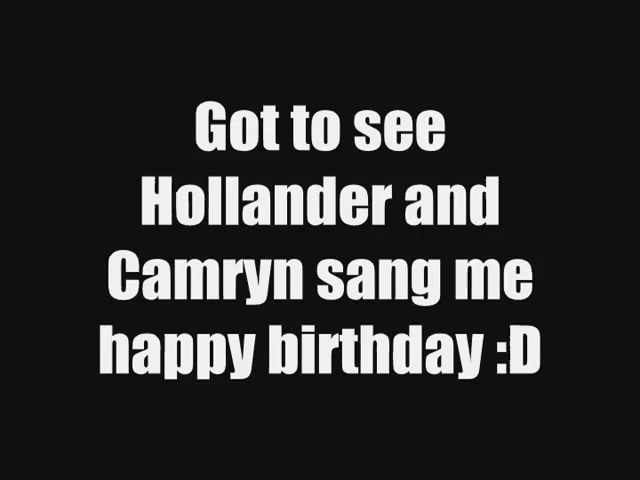 Got to see
Hollander and
Camryn sang me
happy birthday :D